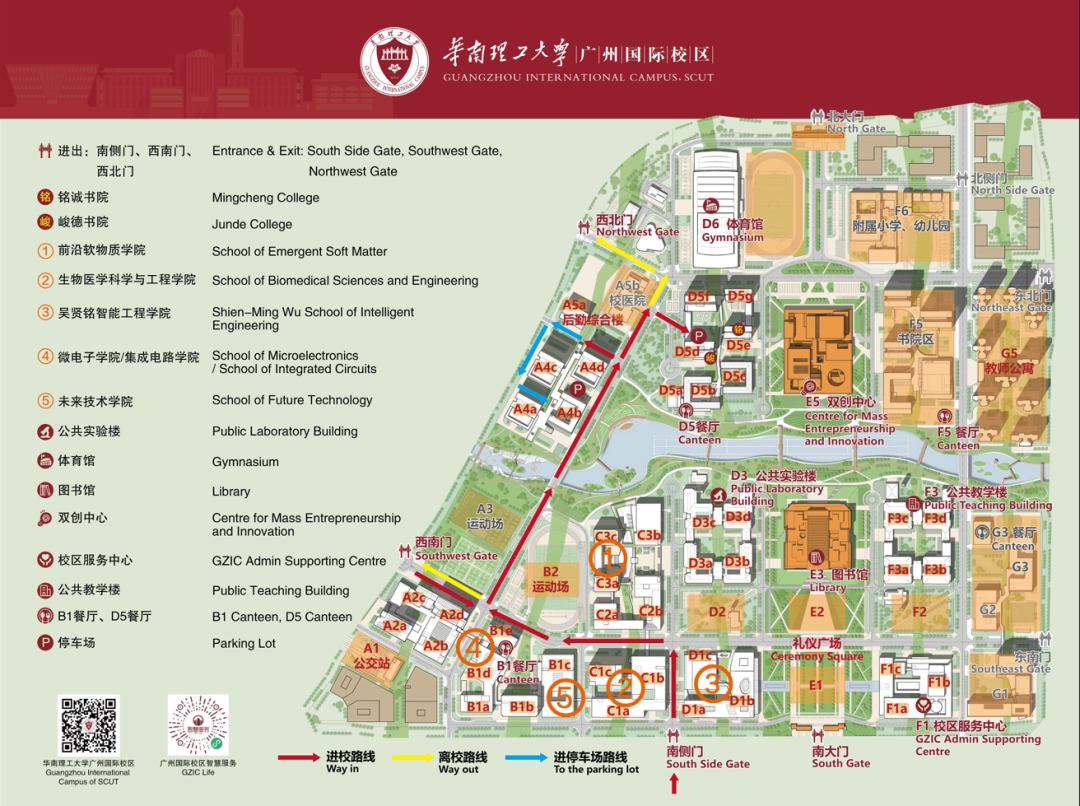 华南理工大学|广州国际校区|
GUANGZHOU INTERNATIONAL CAMPUS, SCUT
进出：南侧门、西南门、
西北门
Entrance & Exit: South Side Gate, Southwest Gate,
Northwest Gate
铭 铭诚书院 Mingcheng College
峻 峻德书院 Junde College
1 前沿软物质学院 School of Emergent Soft Matter
2 生物医学科学与工程学院 School of Biomedical Sciences and Engineering
3 吴贤铭智能工程学院 Shien-Ming Wu School of Intelligent
Engineering
4 微电子学院/集成电路学院 School of Microelectronics
/ School of Integrated Circuits
5 未来技术学院 School of Future Technology
公共实验楼 Public Laboratory Building
体育馆 Gymnasium
图书馆 Library
双创中心 Centre for Mass Entrepreneurship
and Innovation
校区服务中心 GZIC Admin Supporting Centre
公共教学楼 Public Teaching Building
B1餐厅、D5餐厅 B1 Canteen, D5 Canteen
P 停车场 Parking Lot
华南理工大学广州国际校区
Guangzhou International
Campus of SCUT
智慧服务
广州国际校区智慧服务
GZIC Life
进校路线
Way in
离校路线
Way out
进停车场路线
To the parking lot
北大门
North Gate
北侧门
North Side Gate
西北门
Northwest Gate
D6 体育馆
Gymnasium
F6
附属小学、幼儿园
东北门
Northeast Gate
A5b
校医院
A5a
后勤综合楼
D5f
D5g
P
铭
D5e
D5d
峻
D5c
D5a
D5b
D5餐厅
Canteen
E5 双创中心
Centre for Mass
Entrepreneurship
and Innovation
F5
书院区
G5
教师公寓
F5 餐厅
Canteen
A4c
A4d
P
A4a
A4b
A3
运动场
西南门
Southwest Gate
A2c
A2d
A2a
A2b
A1
公交站
B2
运动场
C3c
C3b
1
C3a
C2a
C2b
D3 公共实验楼
Public Laboratory
Building
D3c
D3d
D3a
D3b
E3 图书馆
Library
F3 公共教学楼
Public Teaching Building
F3c
F3d
F3a
F3b
G3 餐厅
Canteen
G3
D2
E2
F2
G2
礼仪广场
Ceremony Square
东南门
Southeast Gate
B1e
4
B1餐厅
Canteen
B1d
B1c
B1a
B1b
5
C1c
C1b
2
C1a
D1c
3
D1a
D1b
E1
F1c
F1b
F1a
G1
F1 校区服务中心
GZIC Admin Supporting
Centre
南侧门
South Side Gate
南大门
South Gate